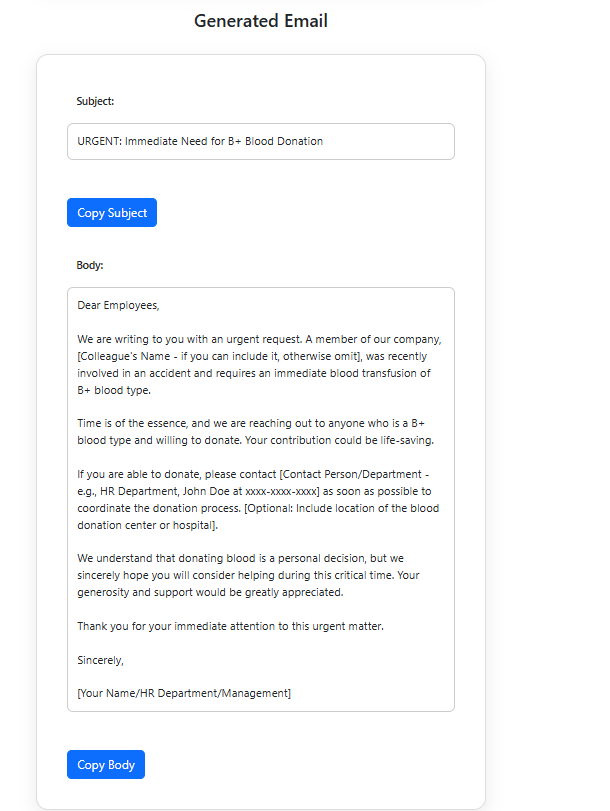 Generated Email
Subject:
URGENT: Immediate Need for B+ Blood Donation
Copy Subject
Body:
Dear Employees,
We are writing to you with an urgent request. A member of our company,
[Colleague's Name - if you can include it, otherwise omit], was recently
involved in an accident and requires an immediate blood transfusion of
B+ blood type.
Time is of the essence, and we are reaching out to anyone who is a B+
blood type and willing to donate. Your contribution could be life-saving.
If you are able to donate, please contact [Contact Person/Department -
e.g., HR Department, John Doe at xxxx-xxxx-xxxx] as soon as possible to
coordinate the donation process. [Optional: Include location of the blood
donation center or hospital].
We understand that donating blood is a personal decision, but we
sincerely hope you will consider helping during this critical time. Your
generosity and support would be greatly appreciated.
Thank you for your immediate attention to this urgent matter.
Sincerely,
[Your Name/HR Department/Management]
Copy Body